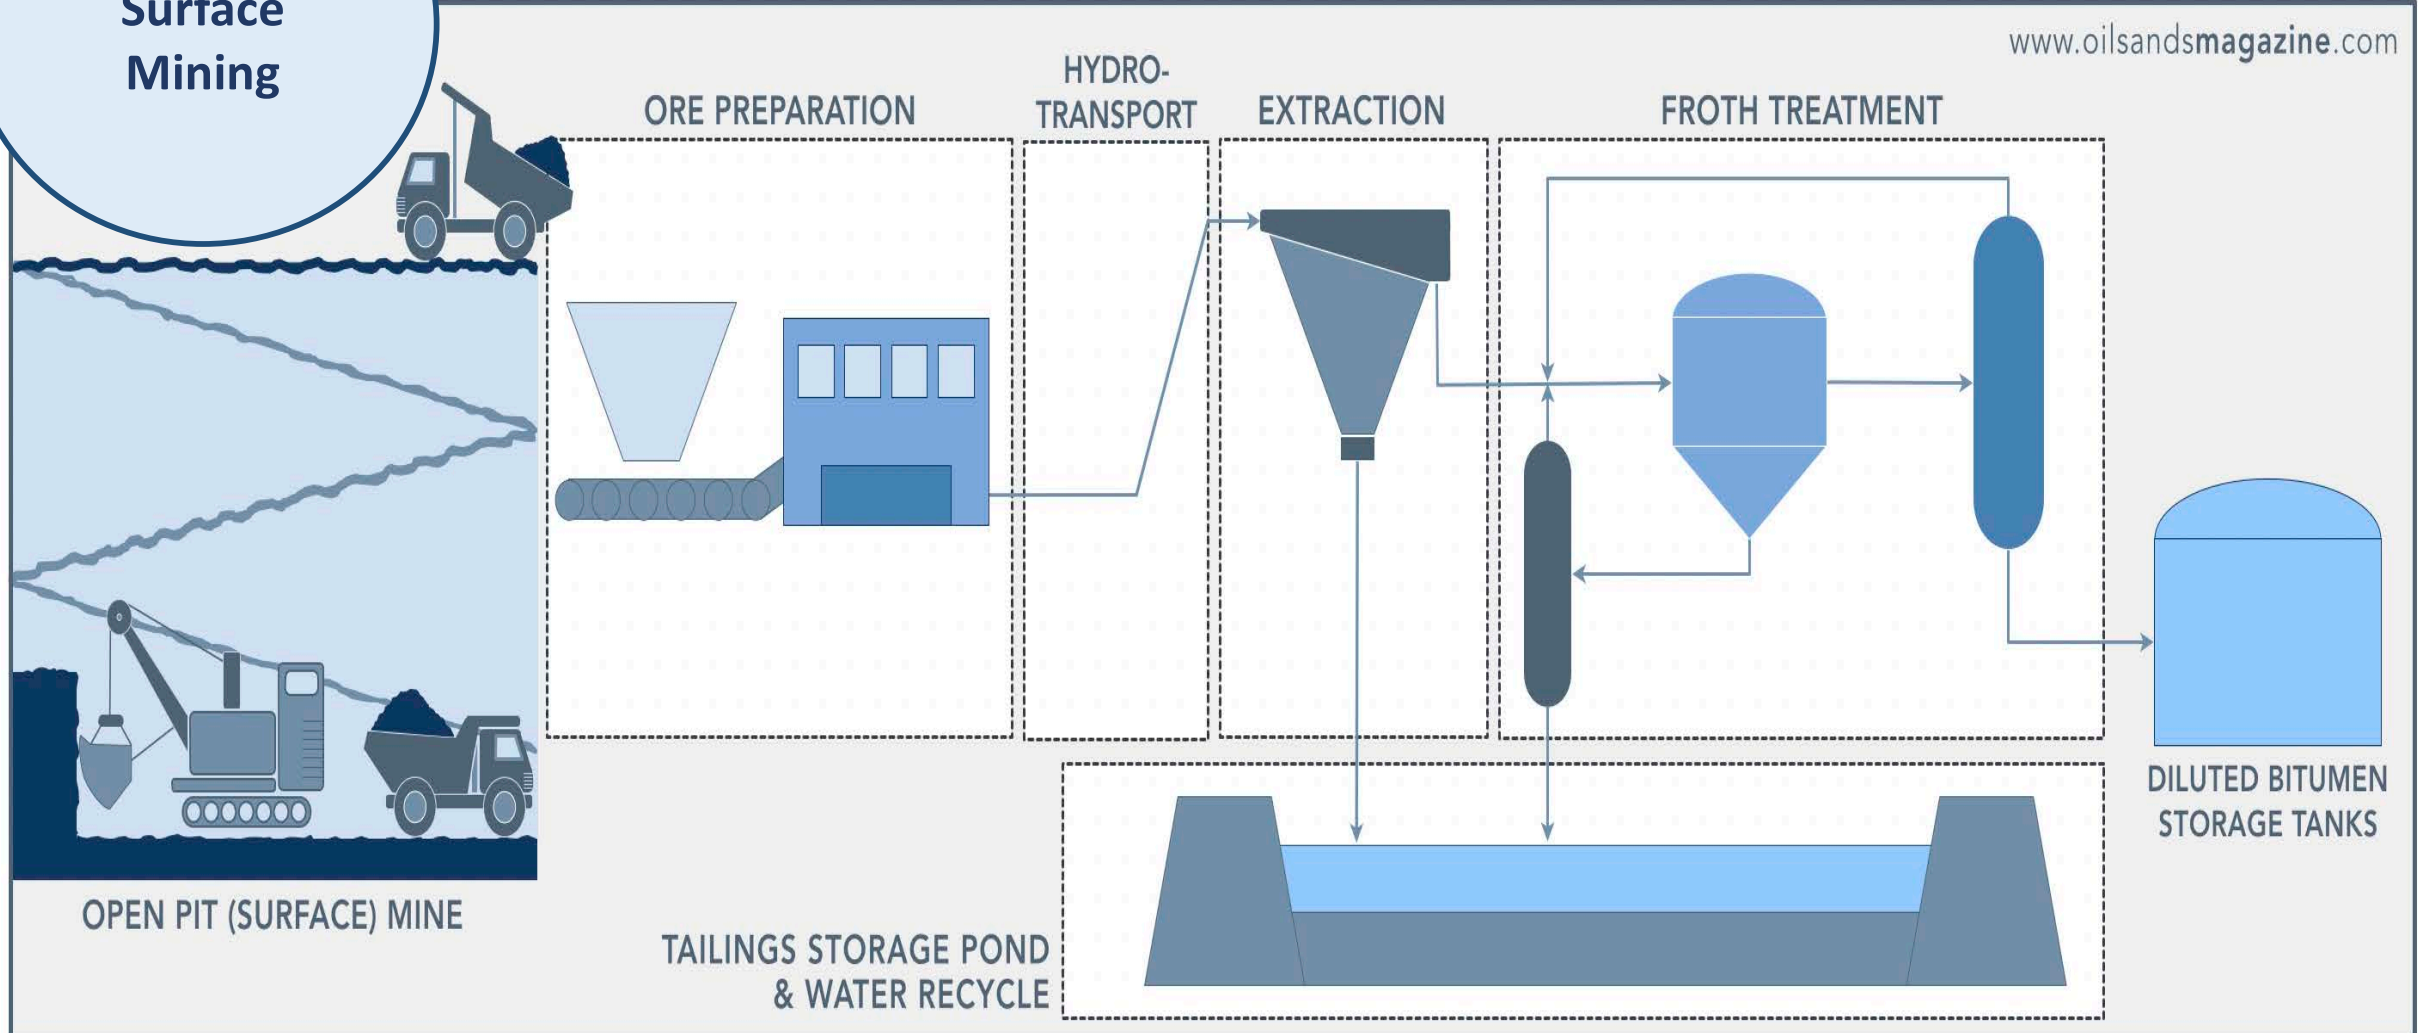 Surface
Mining
www.oilsandsmagazine.com
ORE PREPARATION
HYDRO-
TRANSPORT
EXTRACTION
FROTH TREATMENT
DILUTED BITUMEN
STORAGE TANKS
OPEN PIT (SURFACE) MINE
TAILINGS STORAGE POND
& WATER RECYCLE